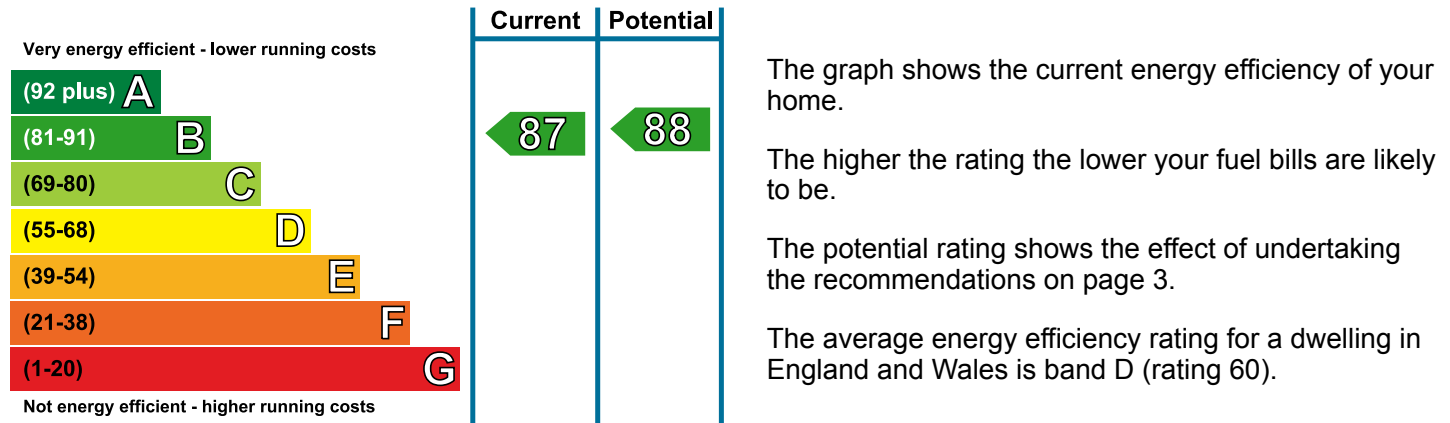 Current Potential
Very energy efficient - lower running costs
(92 plus) A
(81-91) B
87 88
(69-80) C
(55-68) D
(39-54) E
(21-38) F
(1-20) G
Not energy efficient - higher running costs
The graph shows the current energy efficiency of your
home.
The higher the rating the lower your fuel bills are likely
to be.
The potential rating shows the effect of undertaking
the recommendations on page 3.
The average energy efficiency rating for a dwelling in
England and Wales is band D (rating 60).